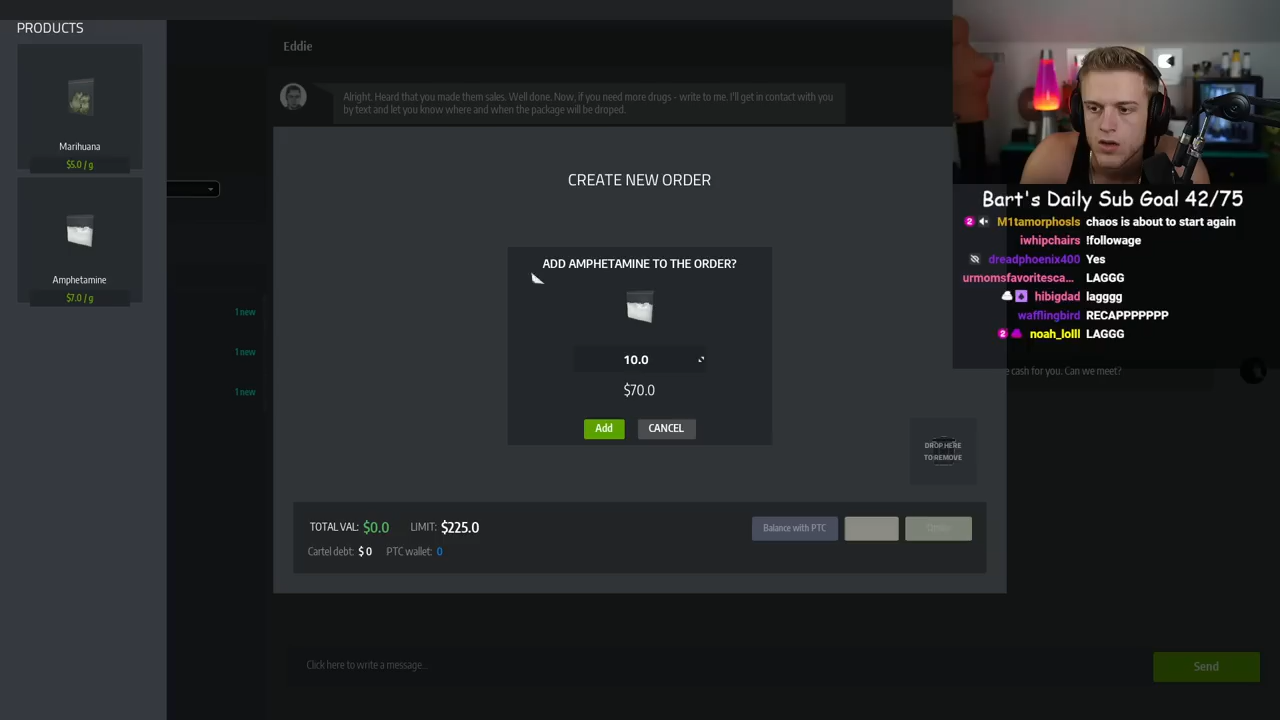 PRODUCTS
Marihuana
$5.0 / g
Amphetamine
$7.0 / g
1 new
1 new
1 new
Eddie
Alright. Heard that you made them sales. Well done. Now, if you need more drugs - write to me. I'll get in contact with you
by text and let you know where and when the package will be droped.
CREATE NEW ORDER
ADD AMPHETAMINE TO THE ORDER?
10.0
$70.0
Add
CANCEL
DROP HERE
TO REMOVE
TOTAL VAL: $0.0 LIMIT: $225.0
Cartel debt: $ 0 PTC wallet: 0
Balance with PTC
cash for you. Can we meet?
Click here to write a message...
Send
Bart's Daily Sub Goal 42/75
2 M1tamorphosIs chaos is about to start again
iwhipchairs !followage
dreadphoenix400 Yes
urmomsfavoritesca... LAGGG
hibigdad lagggg
wafflingbird RECAPPPPPPP
2 noah_lolll LAGGG